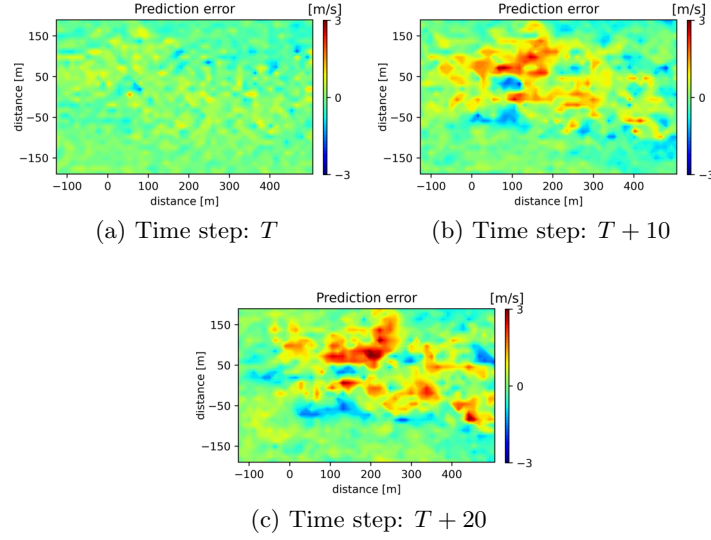 Prediction error [m/s]
3
150
50
0
−50
−150
−3
distance [m]
−100 0 100 200 300 400
distance [m]
(a) Time step: T
Prediction error [m/s]
3
150
50
0
−50
−150
−3
distance [m]
−100 0 100 200 300 400
distance [m]
(b) Time step: T + 10
Prediction error [m/s]
3
150
50
0
−50
−150
−3
distance [m]
−100 0 100 200 300 400
distance [m]
(c) Time step: T + 20